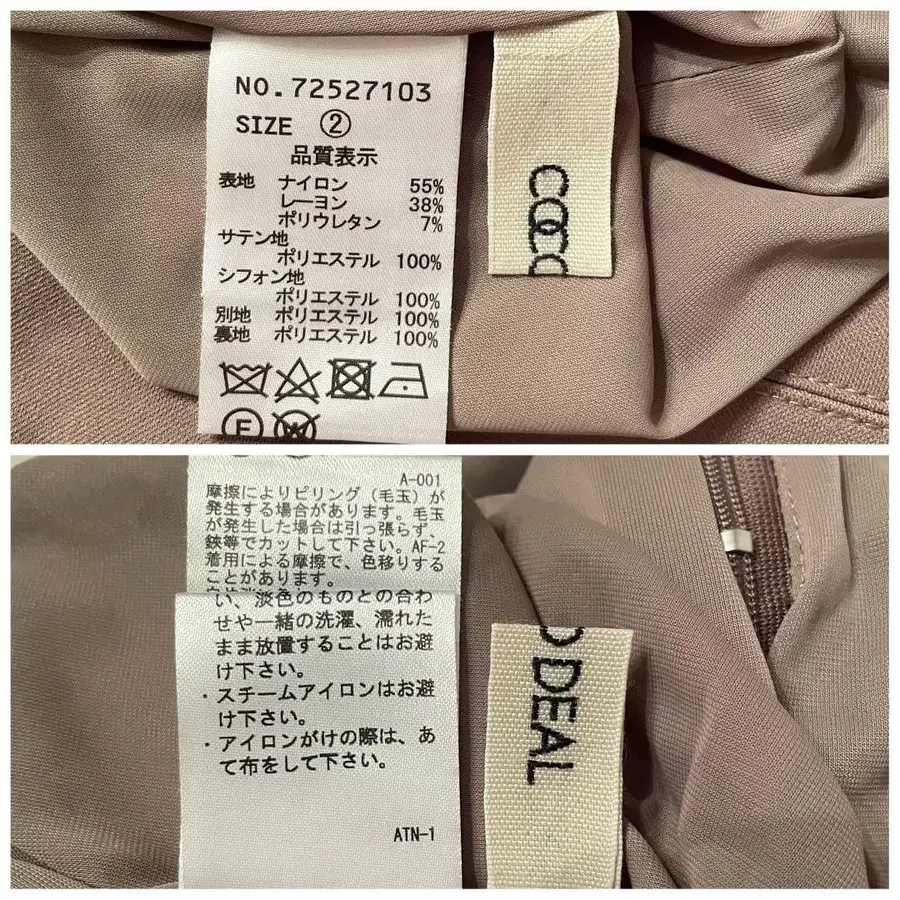 NO.72527103
SIZE ②
品質表示
表地 ナイロン 55%
レーヨン 38%
ポリウレタン 7%
サテン地
ポリエステル 100%
シフォン地
ポリエステル 100%
別地 ポリエステル 100%
裏地 ポリエステル 100%
F W
COCO
A-001
摩擦によりピリング(毛玉)が
発生する場合があります。毛玉
が発生した場合は引っ張らず、
鋏等でカットして下さい。AF-2
着用による摩擦で、色移りする
ことがあります。
い、淡色のものとの合わ
せや一緒の洗濯、濡れた
まま放置することはお避
け下さい。
・スチームアイロンはお避
け下さい。
・アイロンがけの際は、あ
て布をして下さい。
ATN-1
O DEAL